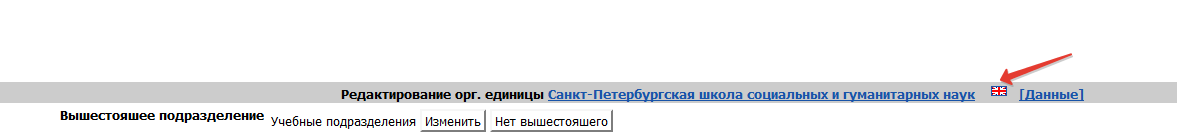 Редактирование орг. единицы Санкт-Петербургская школа социальных и гуманитарных наук [Данные]
Вышестояшее подразделение Учебные подразделения Изменить Нет вышестояшего